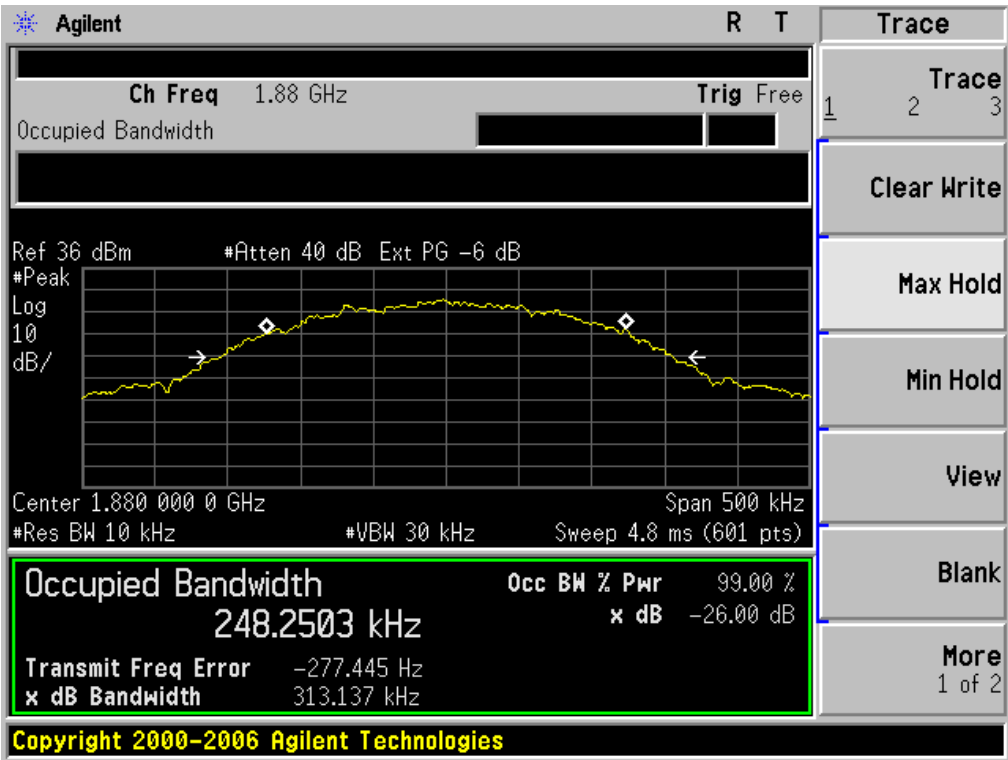 Agilent R T
Ch Freq 1.88 GHz Trig Free
Occupied Bandwidth
Ref 36 dBm #Atten 40 dB Ext PG −6 dB
#Peak
Log
10
dB/
Center 1.880 000 0 GHz Span 500 kHz
#Res BW 10 kHz #VBW 30 kHz Sweep 4.8 ms (601 pts)
Occupied Bandwidth Occ BW % Pwr 99.00 %
248.2503 kHz x dB −26.00 dB
Transmit Freq Error −277.445 Hz
x dB Bandwidth 313.137 kHz
Copyright 2000−2006 Agilent Technologies
Trace
Trace
1 2 3
Clear Write
Max Hold
Min Hold
View
Blank
More
1 of 2